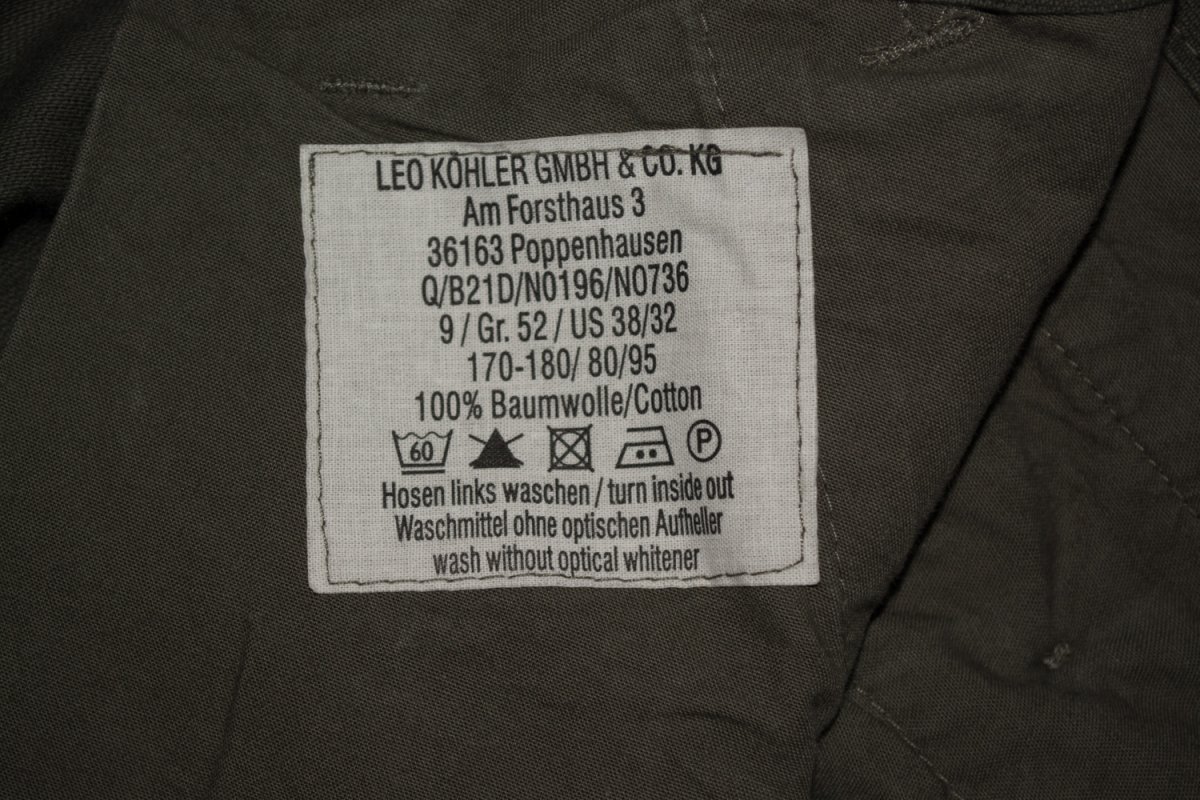 LEO KÖHLER GMBH & CO. KG
Am Forsthaus 3
36163 Poppenhausen
Q/B21D/N0196/N0736
9 / Gr. 52 / US 38/32
170-180/ 80/95
100% Baumwolle/Cotton
60 P
Hosen links waschen / turn inside out
Waschmittel ohne optischen Aufheller
wash without optical whitener